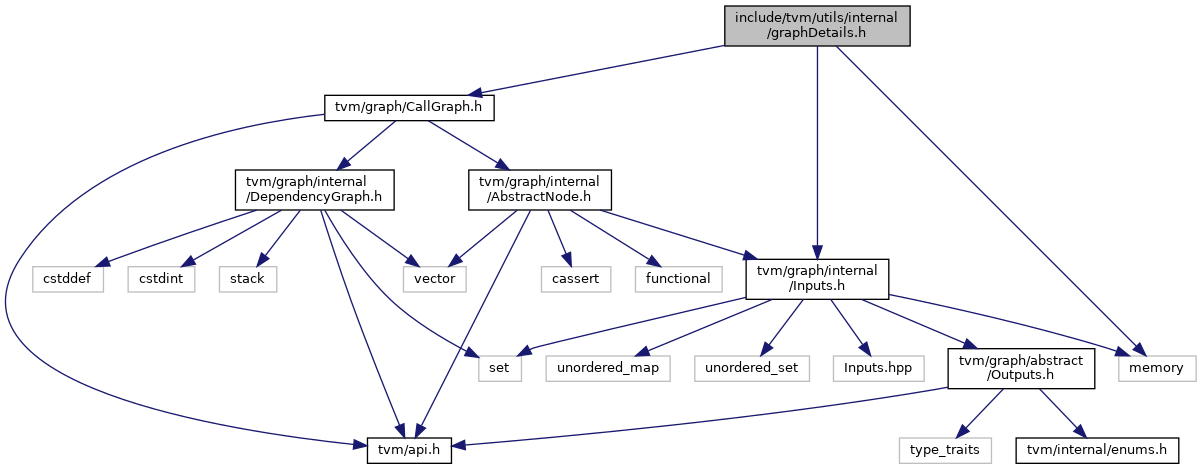 include/tvm/utils/internal
/graphDetails.h
tvm/graph/CallGraph.h
tvm/graph/internal
/DependencyGraph.h
tvm/graph/internal
/AbstractNode.h
cstddef
cstdint
stack
vector
cassert
functional
tvm/graph/internal
/Inputs.h
set
unordered_map
unordered_set
Inputs.hpp
tvm/graph/abstract
/Outputs.h
memory
tvm/api.h
type_traits
tvm/internal/enums.h